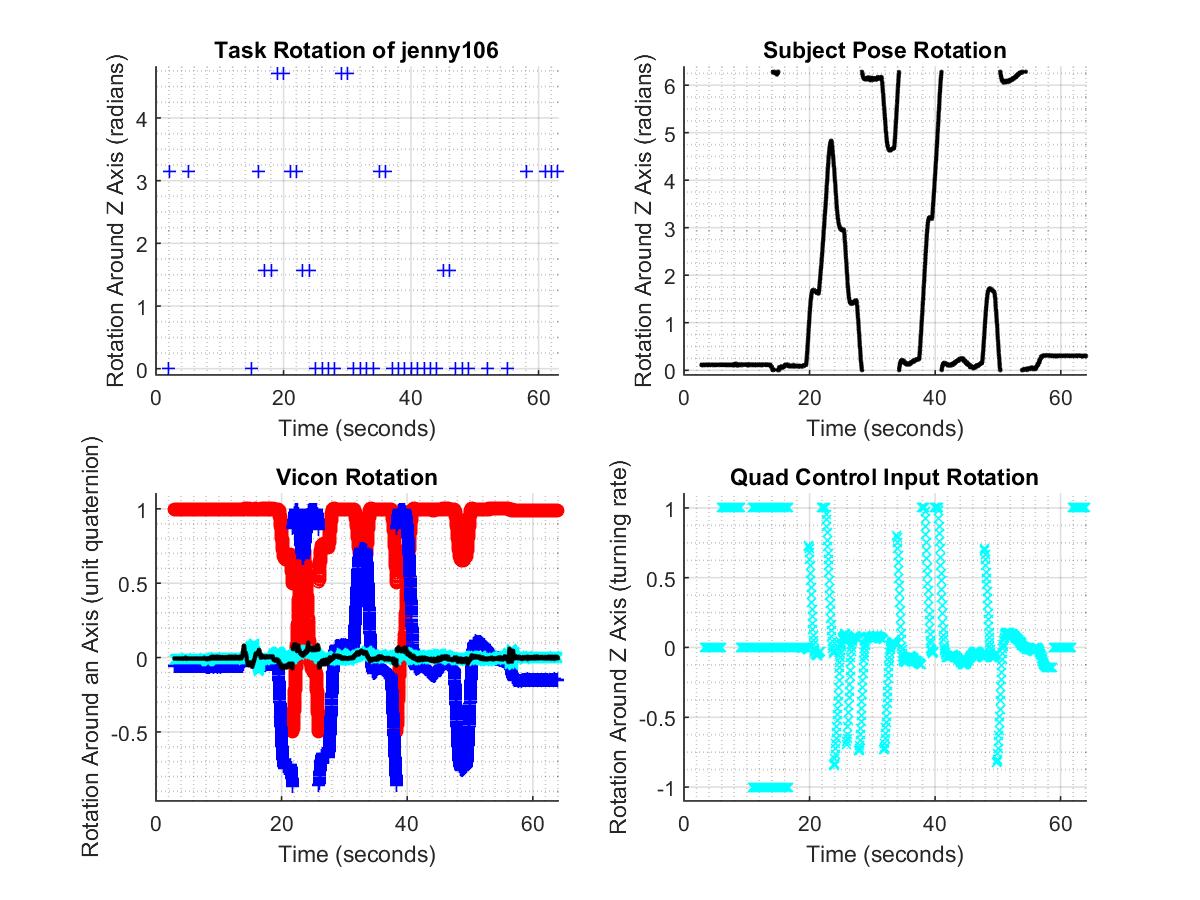 Task Rotation of jenny106
Rotation Around Z Axis (radians)
4
3
2
1
0
0 20 40 60
Time (seconds)
Subject Pose Rotation
Rotation Around Z Axis (radians)
6
5
4
3
2
1
0
0 20 40 60
Time (seconds)
Vicon Rotation
Rotation Around an Axis (unit quaternion)
1
0.5
0
-0.5
0 20 40 60
Time (seconds)
Quad Control Input Rotation
Rotation Around Z Axis (turning rate)
1
0.5
0
-0.5
-1
0 20 40 60
Time (seconds)